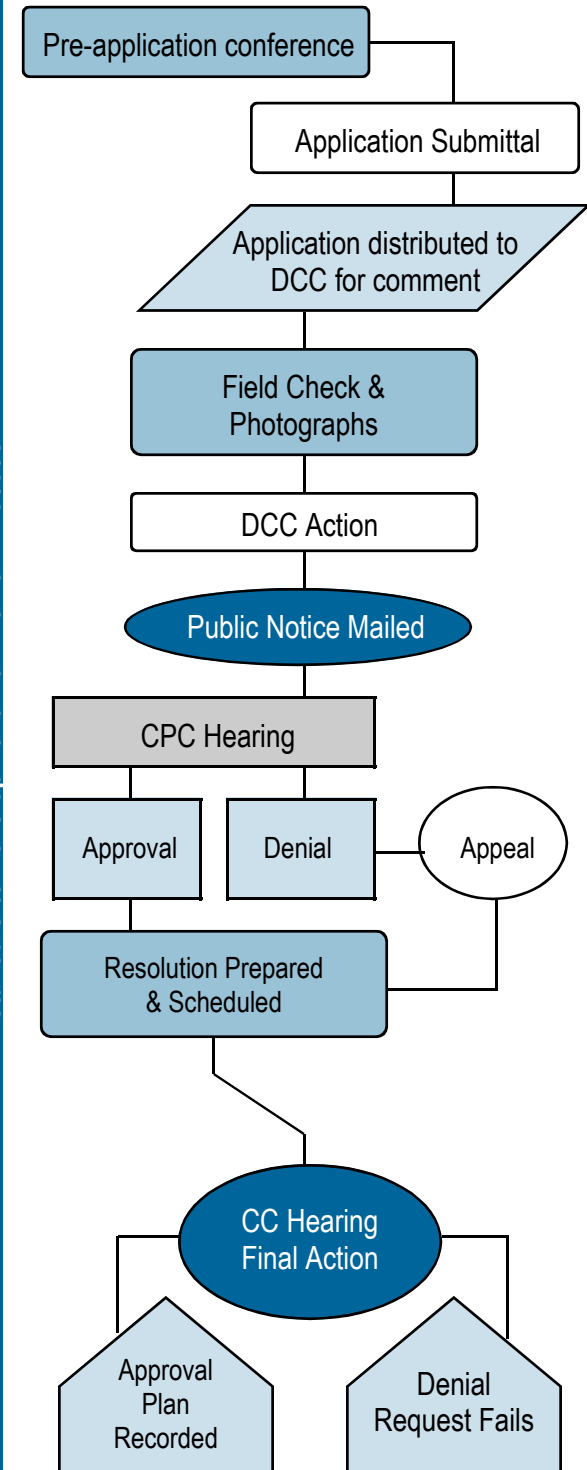 Pre-application conference
Application Submittal
Application distributed to
DCC for comment
Field Check &
Photographs
DCC Action
Public Notice Mailed
CPC Hearing
Approval
Denial
Appeal
Resolution Prepared
& Scheduled
CC Hearing
Final Action
Approval
Plan
Recorded
Denial
Request Fails